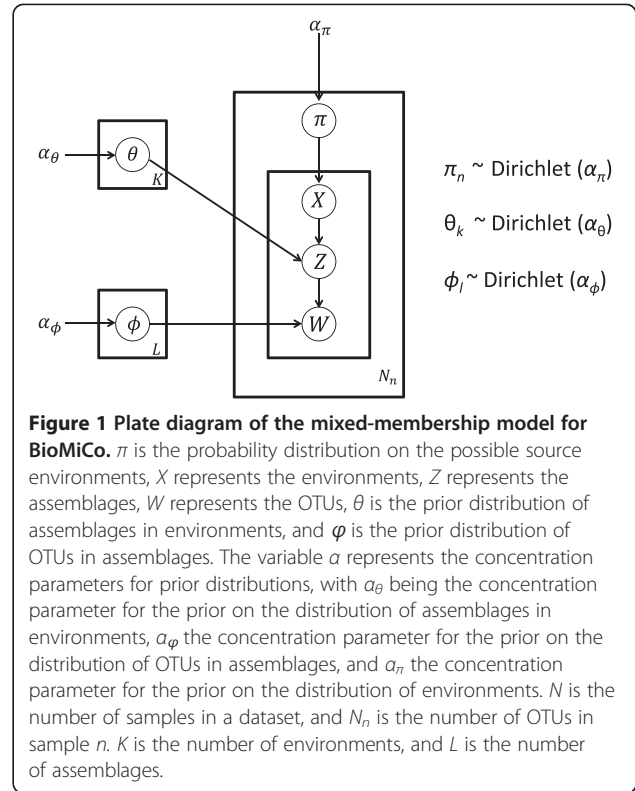 α_π
π
α_θ
θ
K
X
Z
α_ϕ
ϕ
L
W
N_n
π_n ~ Dirichlet (α_π)
θ_k ~ Dirichlet (α_θ)
ϕ_l ~ Dirichlet (α_ϕ)
Figure 1 Plate diagram of the mixed-membership model for
BioMiCo. π is the probability distribution on the possible source
environments, X represents the environments, Z represents the
assemblages, W represents the OTUs, θ is the prior distribution of
assemblages in environments, and φ is the prior distribution of
OTUs in assemblages. The variable α represents the concentration
parameters for prior distributions, with α_θ being the concentration
parameter for the prior on the distribution of assemblages in
environments, α_φ the concentration parameter for the prior on the
distribution of OTUs in assemblages, and α_π the concentration
parameter for the prior on the distribution of environments. N is the
number of samples in a dataset, and N_n is the number of OTUs in
sample n. K is the number of environments, and L is the number
of assemblages.